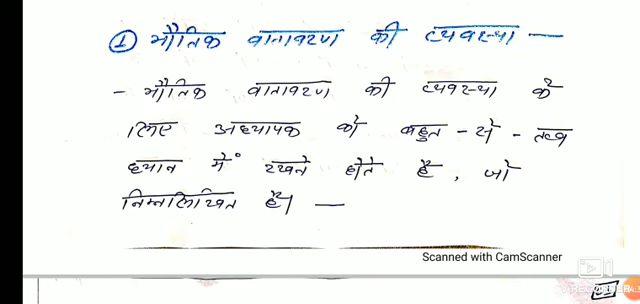 ① भौतिक वातावरण की व्यवस्था —
- भौतिक वातावरण की व्यवस्था के
लिए अध्यापक को बहुत - से - तत्व
ध्यान में रखने होते हैं , जो
निम्नलिखित हैं। —
Scanned with CamScanner